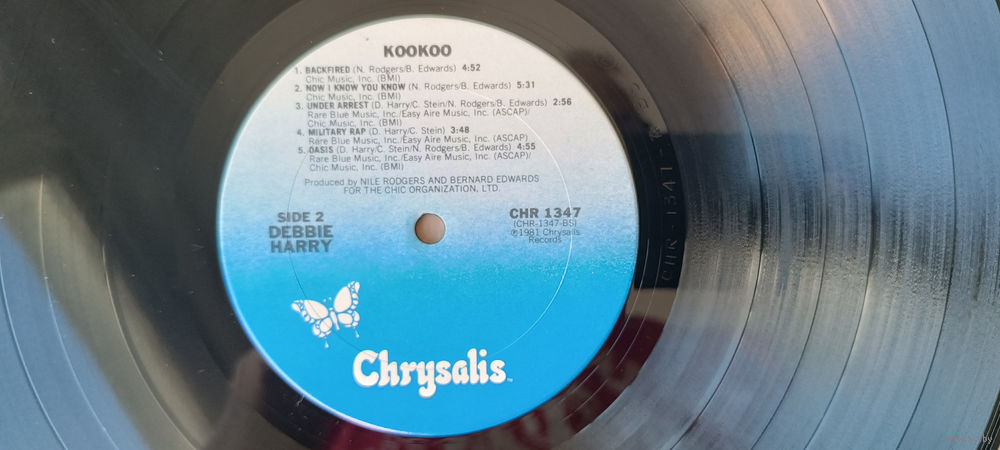 KOOKOO
1. BACKFIRED (N. Rodgers/B. Edwards) 4:52
Chic Music, Inc. (BMI)
2. NOW I KNOW YOU KNOW (N. Rodgers/B. Edwards) 5:31
Chic Music, Inc. (BMI)
3. UNDER ARREST (D. Harry/C. Stein/N. Rodgers/B. Edwards) 2:56
Rare Blue Music, Inc./Easy Aire Music, Inc. (ASCAP)/
Chic Music, Inc. (BMI)
4. MILITARY RAP (D. Harry/C. Stein) 3:48
Rare Blue Music, Inc./Easy Aire Music, Inc. (ASCAP)
5. OASIS (D. Harry/C. Stein/N. Rodgers/B. Edwards) 4:55
Rare Blue Music, Inc./Easy Aire Music, Inc. (ASCAP)/
Chic Music, Inc. (BMI)
Produced by NILE RODGERS AND BERNARD EDWARDS
FOR THE CHIC ORGANIZATION, LTD.
SIDE 2
DEBBIE
HARRY
CHR 1347
(CHR-1347-BS)
℗1981 Chrysalis
Records
Chrysalis™
CHR-1341-